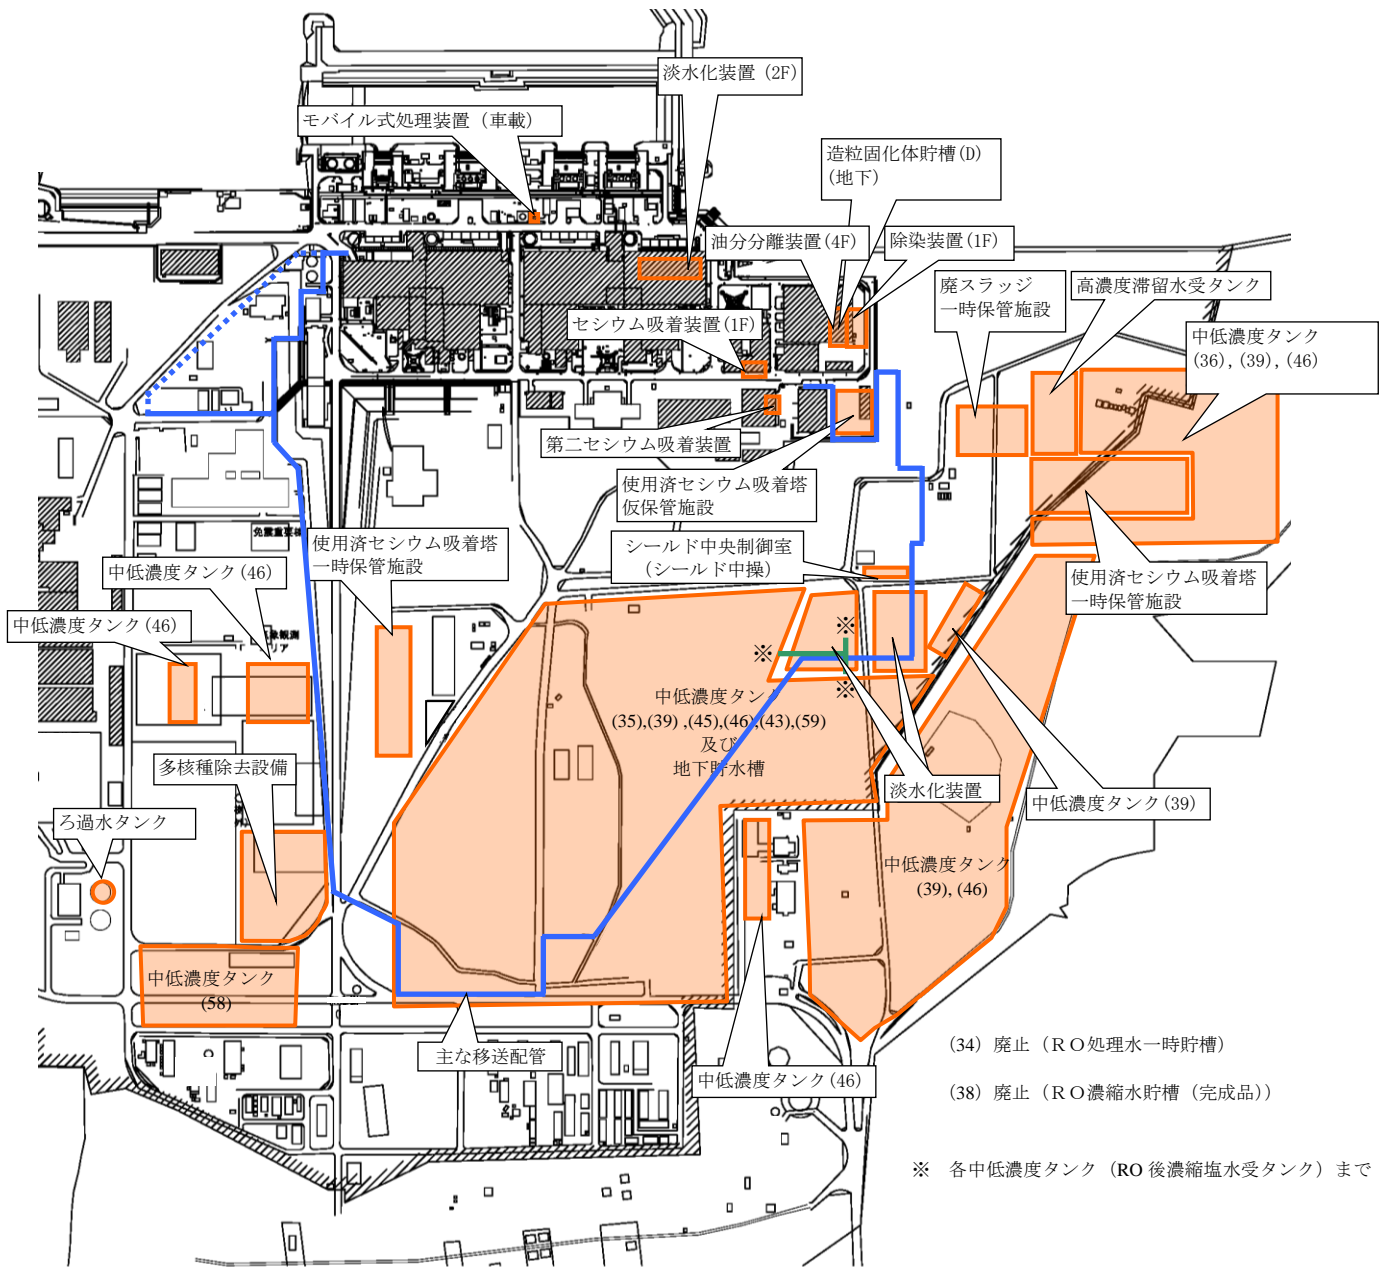 淡水化装置(2F)
モバイル式処理装置（車載）
造粒固化体貯槽(D)
（地下）
油分分離装置(4F)
除染装置(1F)
廃スラッジ
一時保管施設
高濃度滞留水受タンク
中低濃度タンク
(36), (39), (46)
セシウム吸着装置(1F)
第二セシウム吸着装置
使用済セシウム吸着塔
仮保管施設
シールド中央制御室
（シールド中操）
使用済セシウム吸着塔
一時保管施設
免震重要棟
使用済セシウム吸着塔
一時保管施設
中低濃度タンク(46)
中低濃度タンク(46)
※
※
※
中低濃度タンク
(35),(39) ,(45),(46),(43),(59)
及び
地下貯水槽
淡水化装置
中低濃度タンク(39)
多核種除去設備
ろ過水タンク
中低濃度タンク
(39), (46)
中低濃度タンク
(58)
主な移送配管
中低濃度タンク(46)
(34) 廃止（ＲＯ処理水一時貯槽）
(38) 廃止（ＲＯ濃縮水貯槽（完成品））
※　各中低濃度タンク（RO 後濃縮塩水受タンク）まで